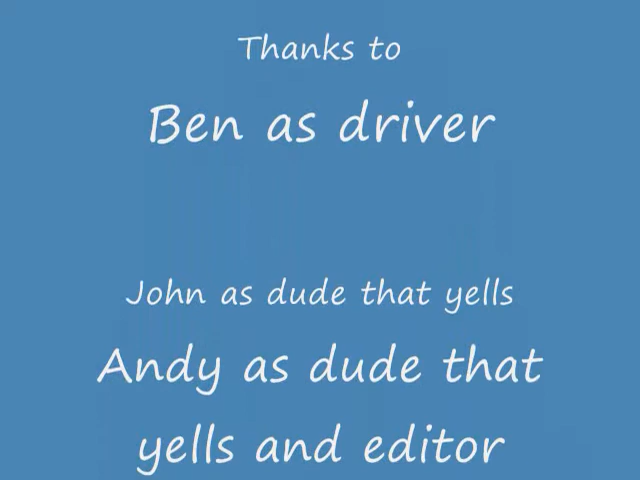 Thanks to
Ben as driver
John as dude that yells
Andy as dude that
yells and editor